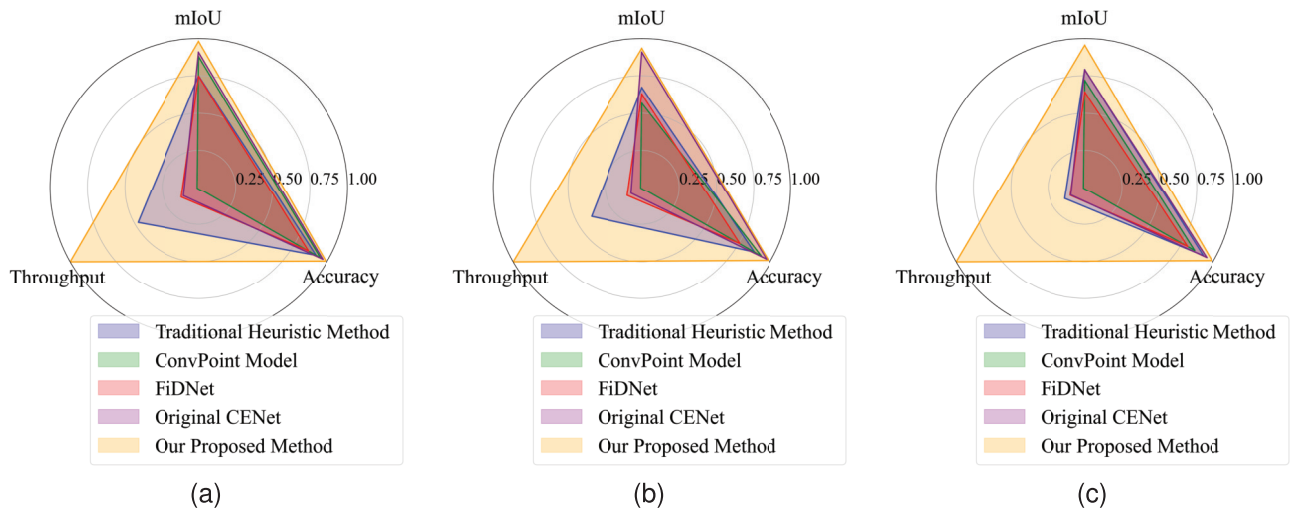 mIoU
0.25 0.50 0.75 1.00
Throughput
Accuracy
Traditional Heuristic Method
ConvPoint Model
FiDNet
Original CENet
Our Proposed Method
(a)
mIoU
0.25 0.50 0.75 1.00
Throughput
Accuracy
Traditional Heuristic Method
ConvPoint Model
FiDNet
Original CENet
Our Proposed Method
(b)
mIoU
0.25 0.50 0.75 1.00
Throughput
Accuracy
Traditional Heuristic Method
ConvPoint Model
FiDNet
Original CENet
Our Proposed Method
(c)